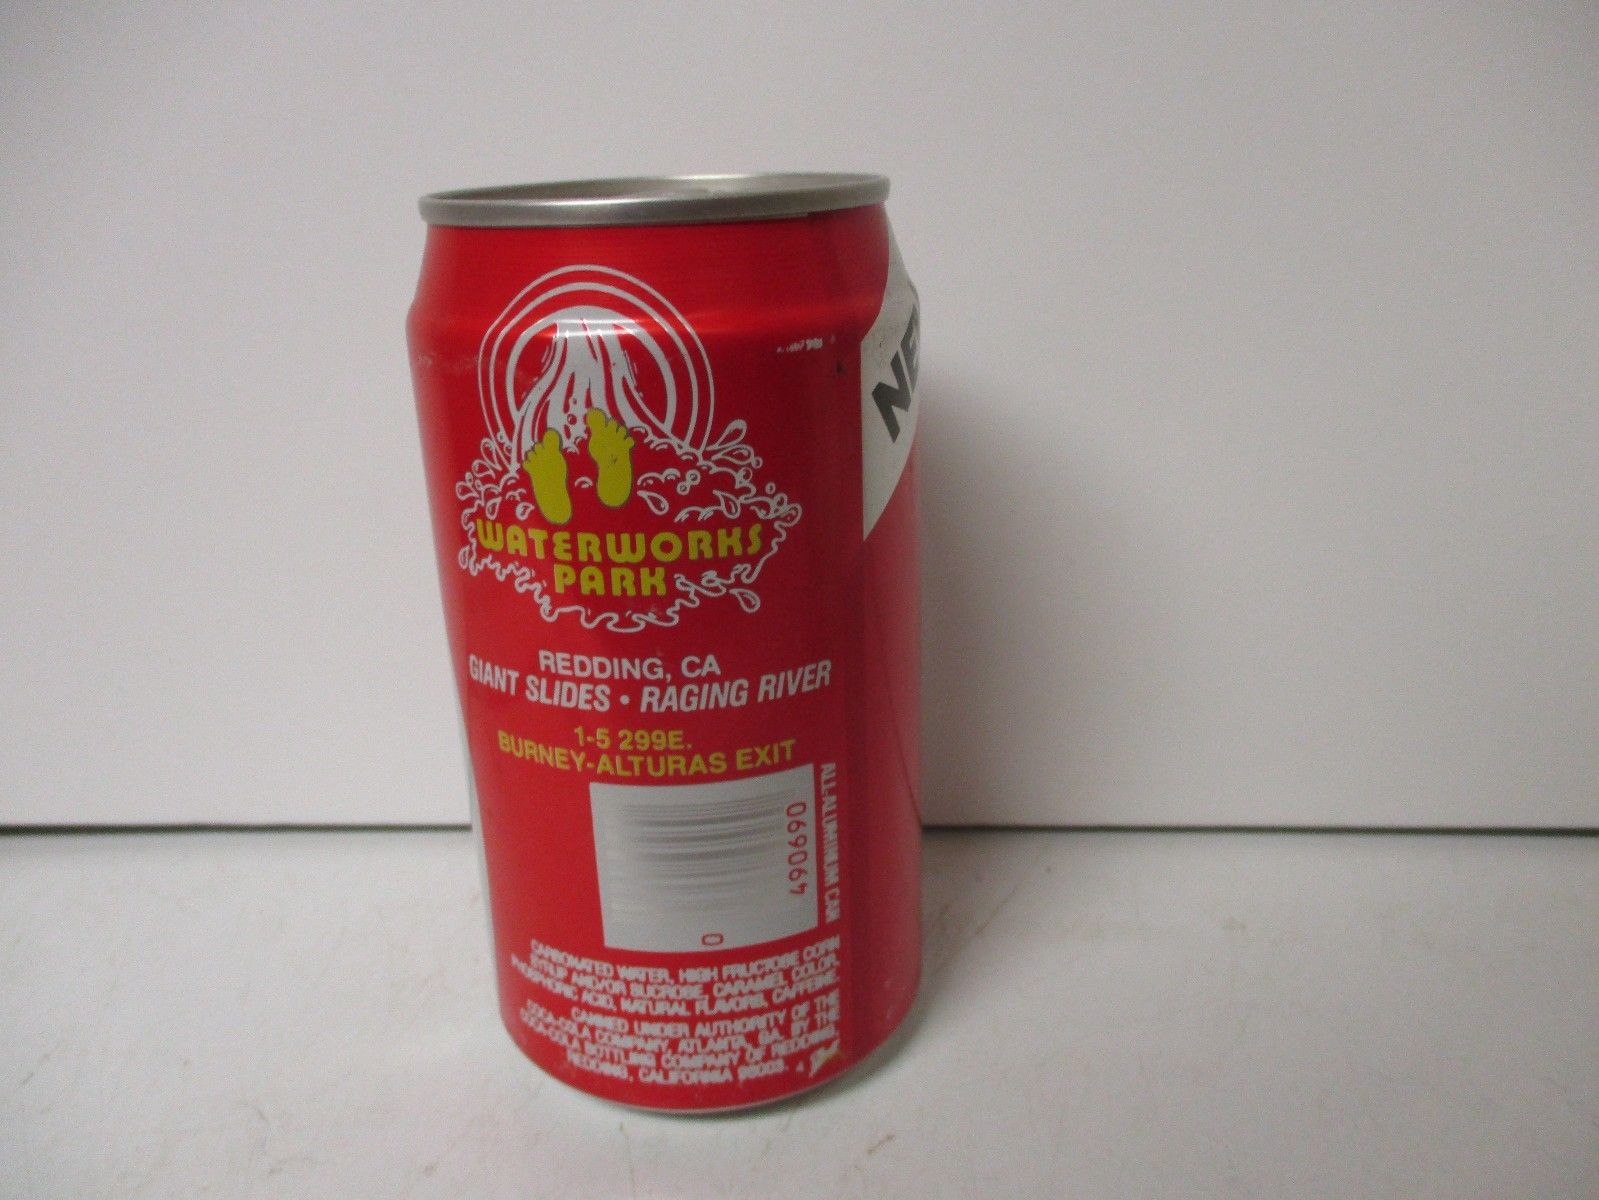 NE
WATERWORKS
PARK
REDDING, CA
GIANT SLIDES • RAGING RIVER
1-5 299E.
BURNEY-ALTURAS EXIT
ALL-ALUMINUM CAN
490690
0
CARBONATED WATER, HIGH FRUCTOSE CORN
SYRUP AND/OR SUCROSE, CARAMEL COLOR,
PHOSPHORIC ACID, NATURAL FLAVORS, CAFFEINE.
CANNED UNDER AUTHORITY OF THE
COCA-COLA COMPANY, ATLANTA, GA. BY THE
COCA-COLA BOTTLING COMPANY OF REDDING,
REDDING, CALIFORNIA